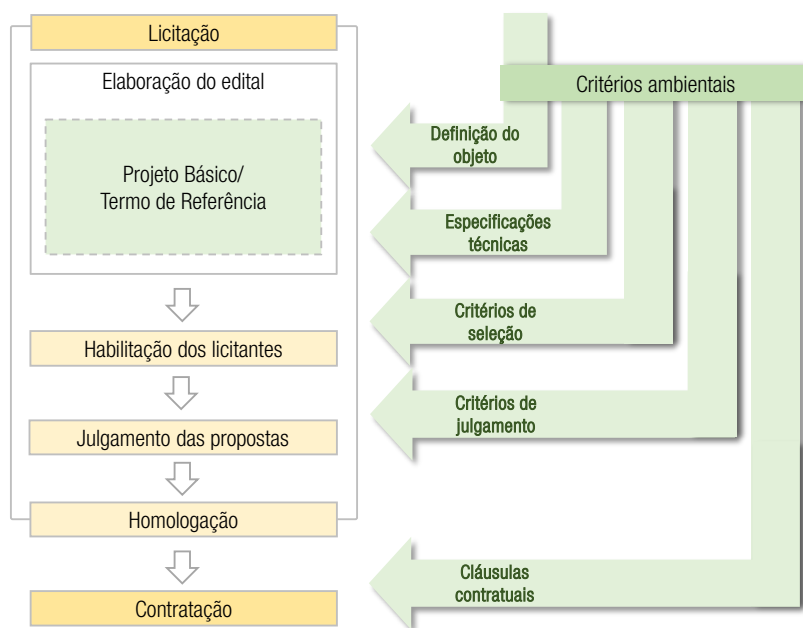 Licitação
Elaboração do edital
Projeto Básico/
Termo de Referência
Habilitação dos licitantes
Julgamento das propostas
Homologação
Contratação
Critérios ambientais
Definição do
objeto
Especificações
técnicas
Critérios de
seleção
Critérios de
julgamento
Cláusulas
contratuais